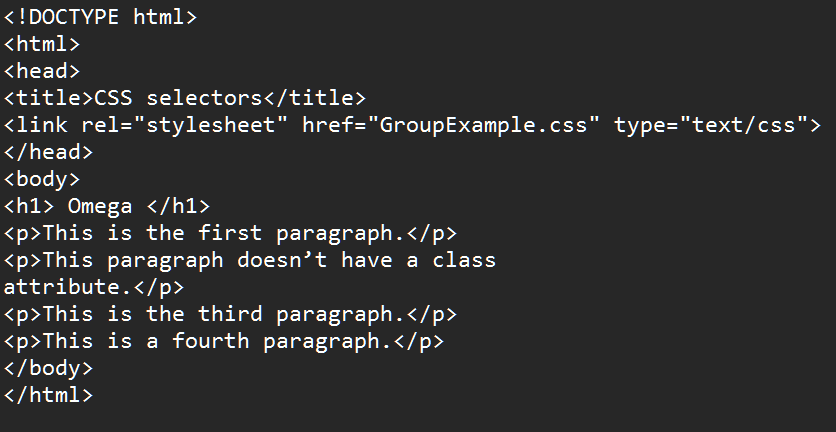 <!DOCTYPE html>
<html>
<head>
<title>CSS selectors</title>
<link rel="stylesheet" href="GroupExample.css" type="text/css">
</head>
<body>
<h1> Omega </h1>
<p>This is the first paragraph.</p>
<p>This paragraph doesn’t have a class
attribute.</p>
<p>This is the third paragraph.</p>
<p>This is a fourth paragraph.</p>
</body>
</html>